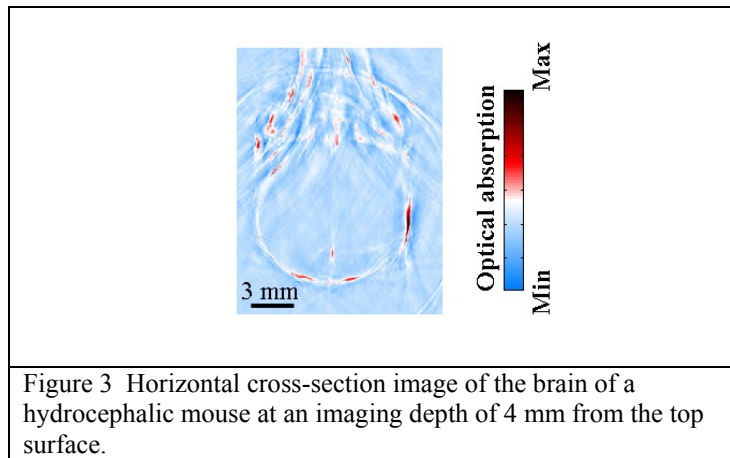 3 mm
Optical absorption
Max
Min
Figure 3  Horizontal cross-section image of the brain of a
hydrocephalic mouse at an imaging depth of 4 mm from the top
surface.